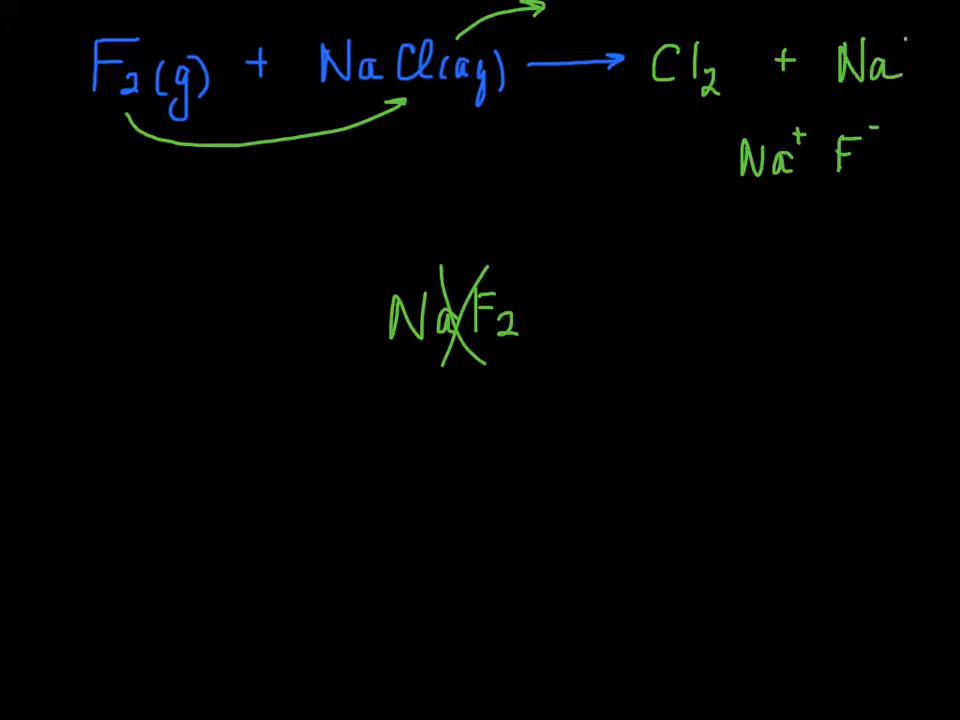 F₂(g) + NaCl(aq) ⟶ Cl₂ + Na
Na⁺ F⁻
NaF₂